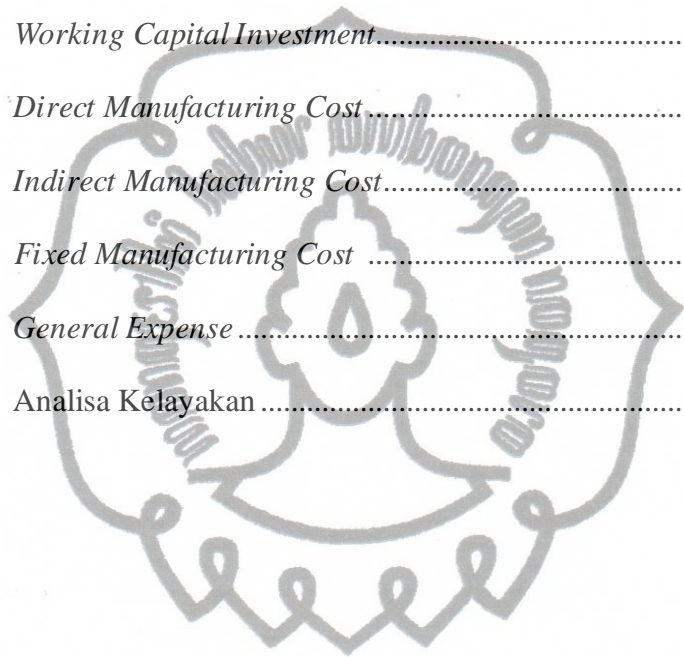 Working Capital Investment.....................................
Direct Manufacturing Cost .....................................
Indirect Manufacturing Cost....................................
Fixed Manufacturing Cost .....................................
General Expense ..................................................
Analisa Kelayakan ................................................